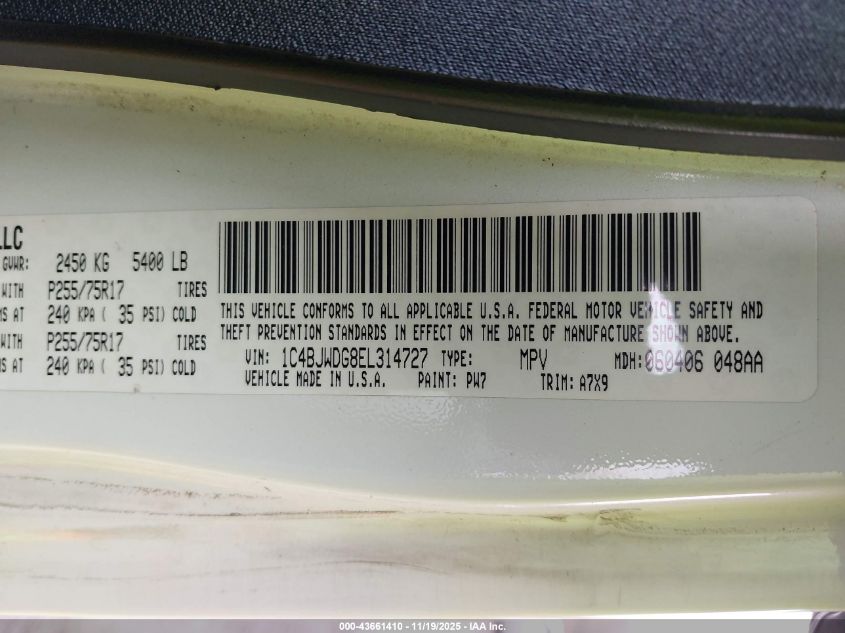 LLC
GVWR: 2450 KG 5400 LB
WITH P255/75R17 TIRES
MS AT 240 KPA ( 35 PSI) COLD
WITH P255/75R17 TIRES
MS AT 240 KPA ( 35 PSI) COLD
THIS VEHICLE CONFORMS TO ALL APPLICABLE U.S.A. FEDERAL MOTOR VEHICLE SAFETY AND
THEFT PREVENTION STANDARDS IN EFFECT ON THE DATE OF MANUFACTURE SHOWN ABOVE.
VIN: 1C4BJWDG8EL314727 TYPE: MPV MDH: 060406 048AA
VEHICLE MADE IN U.S.A. PAINT: PW7 TRIM: A7X9
000-43661410 - 11/19/2025 - IAA Inc.